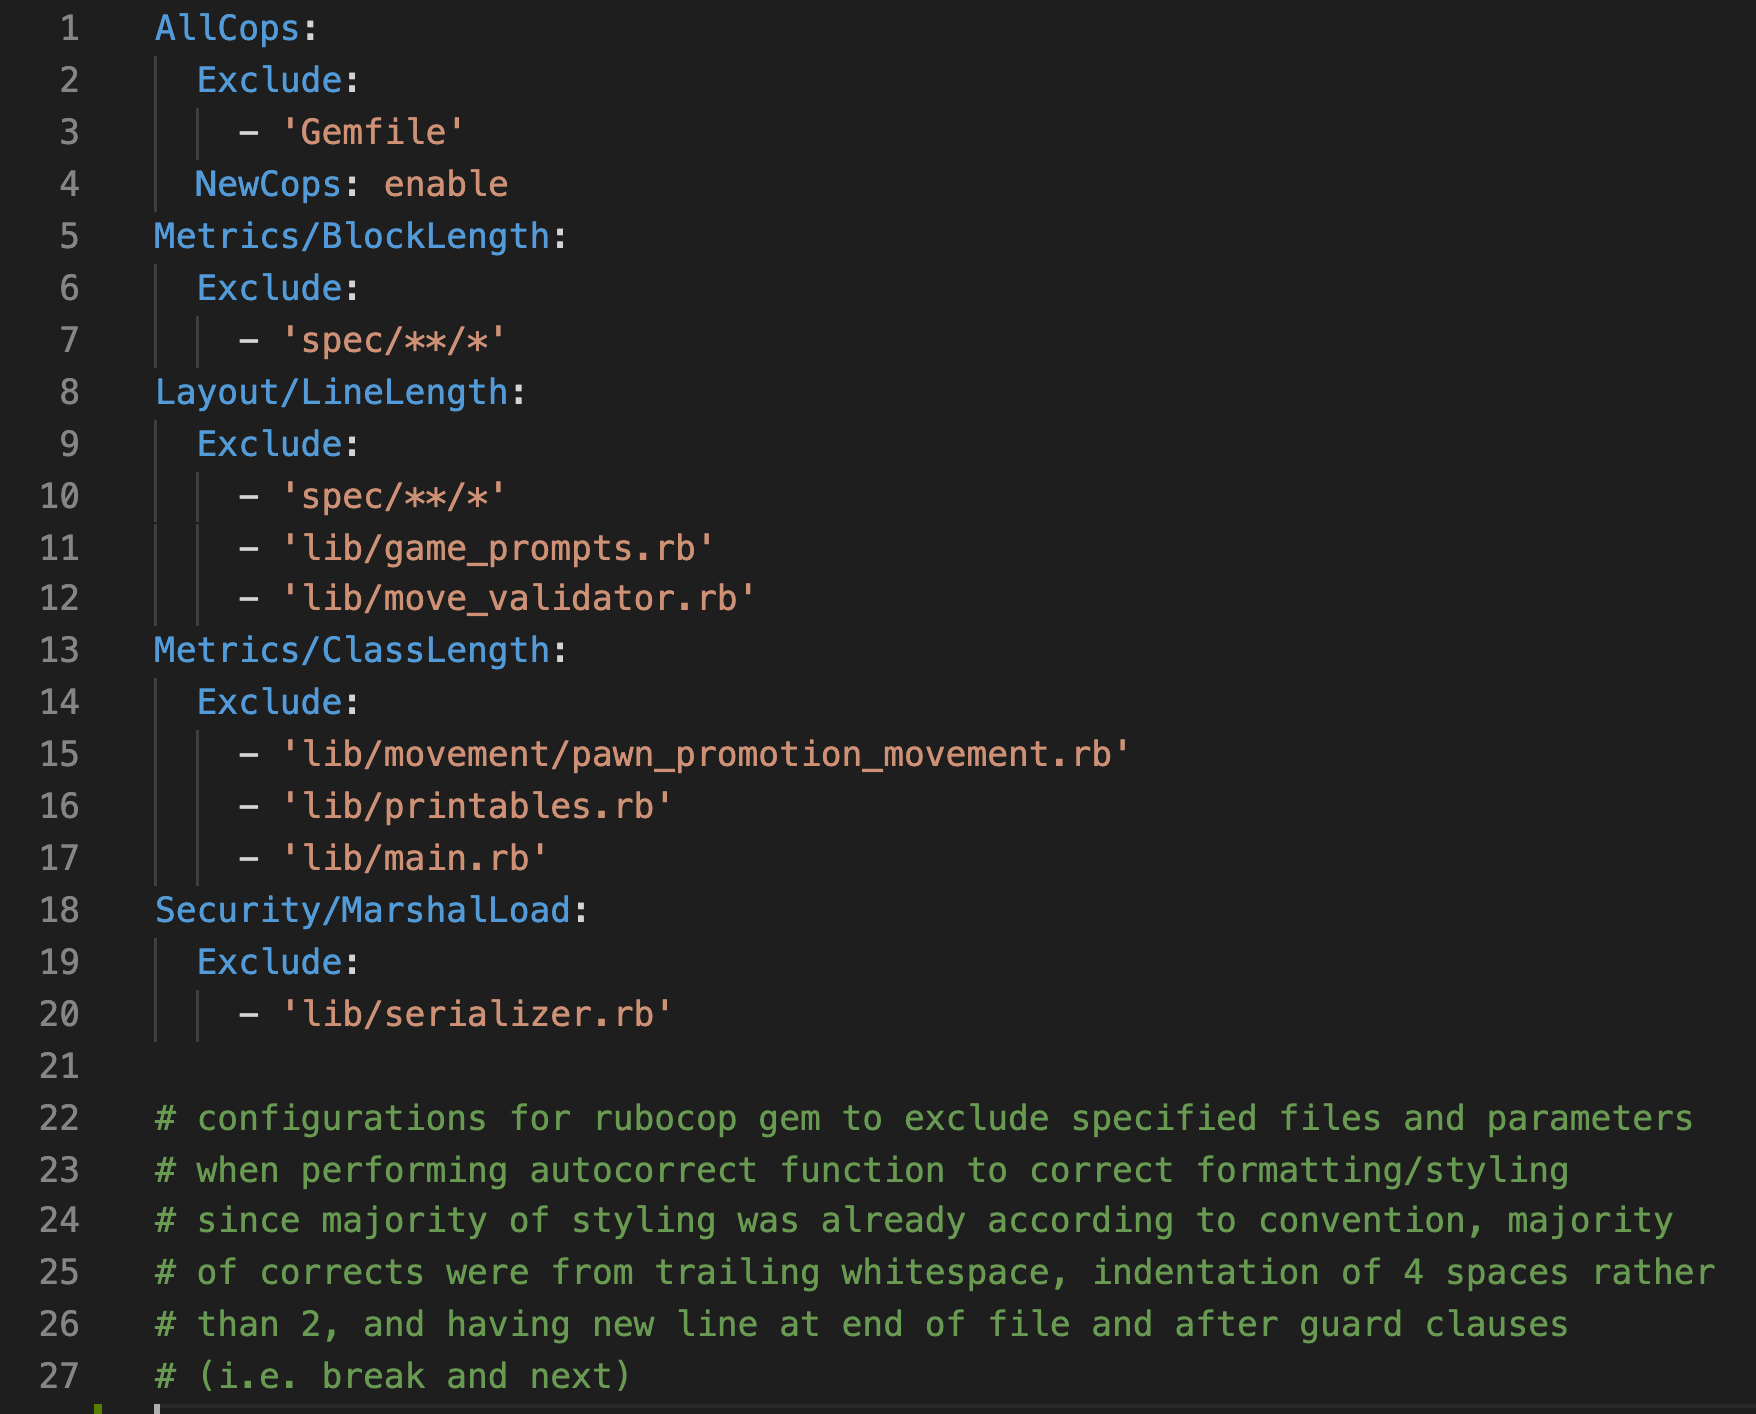 1 AllCops:
2 Exclude:
3 - 'Gemfile'
4 NewCops: enable
5 Metrics/BlockLength:
6 Exclude:
7 - 'spec/**/*'
8 Layout/LineLength:
9 Exclude:
10 - 'spec/**/*'
11 - 'lib/game_prompts.rb'
12 - 'lib/move_validator.rb'
13 Metrics/ClassLength:
14 Exclude:
15 - 'lib/movement/pawn_promotion_movement.rb'
16 - 'lib/printables.rb'
17 - 'lib/main.rb'
18 Security/MarshalLoad:
19 Exclude:
20 - 'lib/serializer.rb'
21
22 # configurations for rubocop gem to exclude specified files and parameters
23 # when performing autocorrect function to correct formatting/styling
24 # since majority of styling was already according to convention, majority
25 # of corrects were from trailing whitespace, indentation of 4 spaces rather
26 # than 2, and having new line at end of file and after guard clauses
27 # (i.e. break and next)